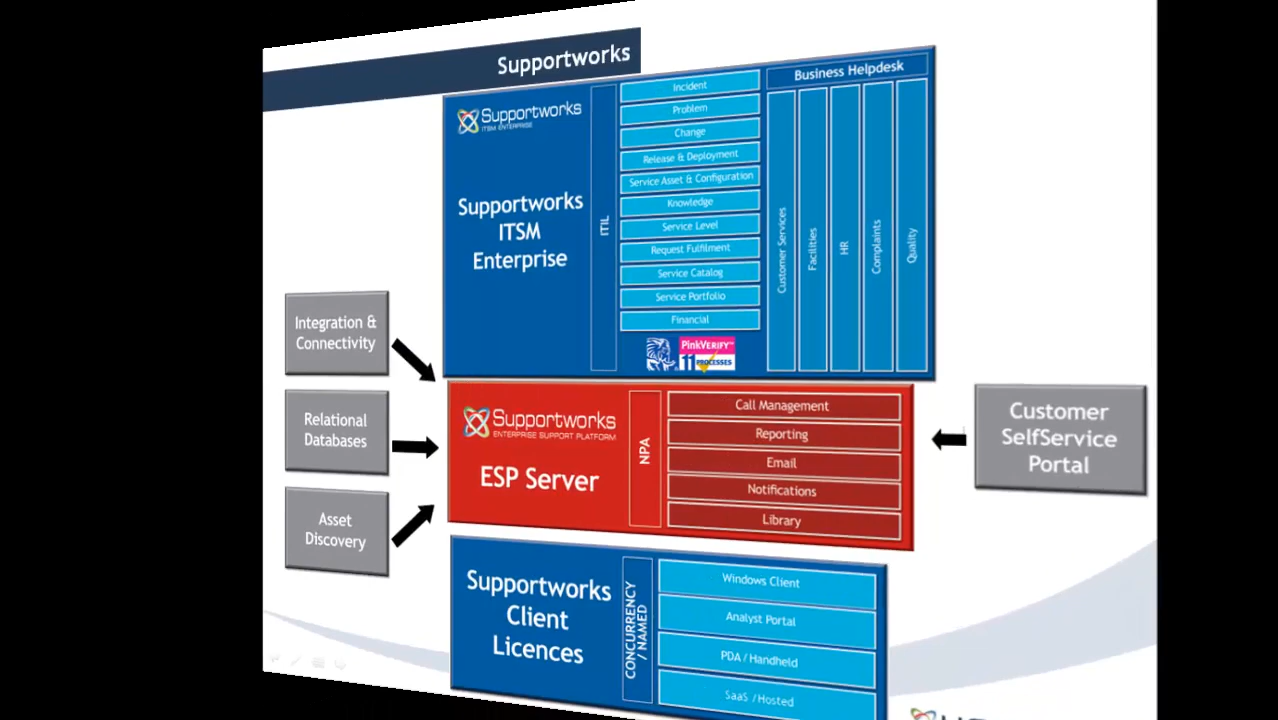 Supportworks
Supportworks
ITSM ENTERPRISE
Supportworks
ITSM
Enterprise
ITIL
Incident
Problem
Change
Release & Deployment
Service Asset & Configuration
Knowledge
Service Level
Request Fulfilment
Service Catalog
Service Portfolio
Financial
PinkVERIFY™
11 PROCESSES
Business Helpdesk
Customer Services
Facilities
HR
Complaints
Quality
Integration &
Connectivity
Relational
Databases
Asset
Discovery
Supportworks
ENTERPRISE SUPPORT PLATFORM
ESP Server
NPA
Call Management
Reporting
Email
Notifications
Library
Customer
SelfService
Portal
Supportworks
Client
Licences
CONCURRENCY
/ NAMED
Windows Client
Analyst Portal
PDA / Handheld
SaaS / Hosted